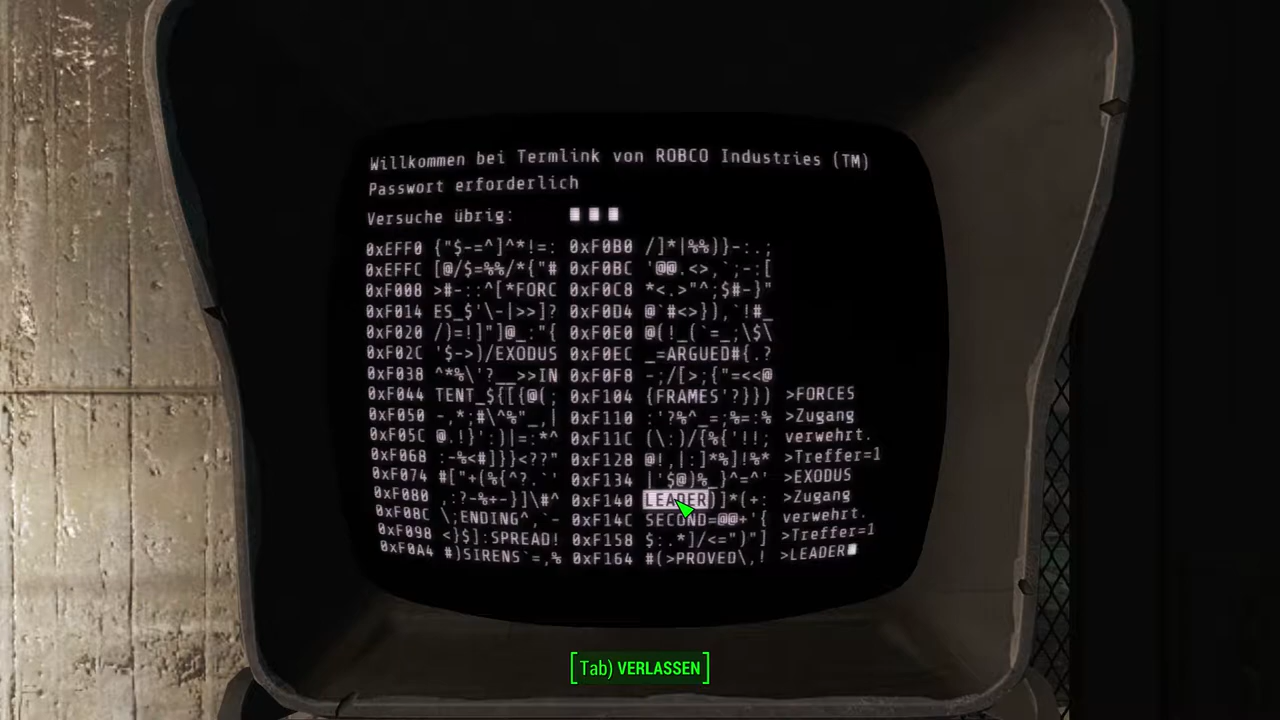 Willkommen bei Termlink von ROBCO Industries (TM)
Passwort erforderlich
Versuche übrig: ■ ■ ■
0xEFF0 {"$-=^]^*!=: 0xF0B0 /]*|%%)}-:.;
0xEFFC [@/$=%%/*{"# 0xF0BC '@@.<>,`;-:[
0xF008 >#-::^[*FORC 0xF0C8 *<.>"^;$#-}"
0xF014 ES_$'\-|>>]? 0xF0D4 @`#<>}),`!#_
0xF020 /)=!]"]@_:"{ 0xF0E0 @(!_(`=_;\$\
0xF02C '$->)/EXODUS 0xF0EC _=ARGUED#{.?
0xF038 ^*%\'?__>>IN 0xF0F8 -;/[>;{"=<<@
0xF044 TENT_${[{@(; 0xF104 {FRAMES'?}}) >FORCES
0xF050 -,*;#\^%"_,| 0xF110 :'?%^_=;%=:% >Zugang
0xF05C @.!}':)|=:*^ 0xF11C (\:)/{%{'!!; verwehrt.
0xF068 :-%<#]}}<??" 0xF128 @!,|:]*%]!%* >Treffer=1
0xF074 #["+(%{^?.`' 0xF134 |'$@)%_}^=^' >EXODUS
0xF080 ,:?-%+-}]\#^ 0xF140 LEADER)]*(+: >Zugang
0xF08C \;ENDING^,`- 0xF14C SECOND=@@+'{ verwehrt.
0xF098 <}$]:SPREAD! 0xF158 $:.*]/<=")"] >Treffer=1
0xF0A4 #)SIRENS`=,% 0xF164 #(>PROVED\,! >LEADER■
[Tab) VERLASSEN]